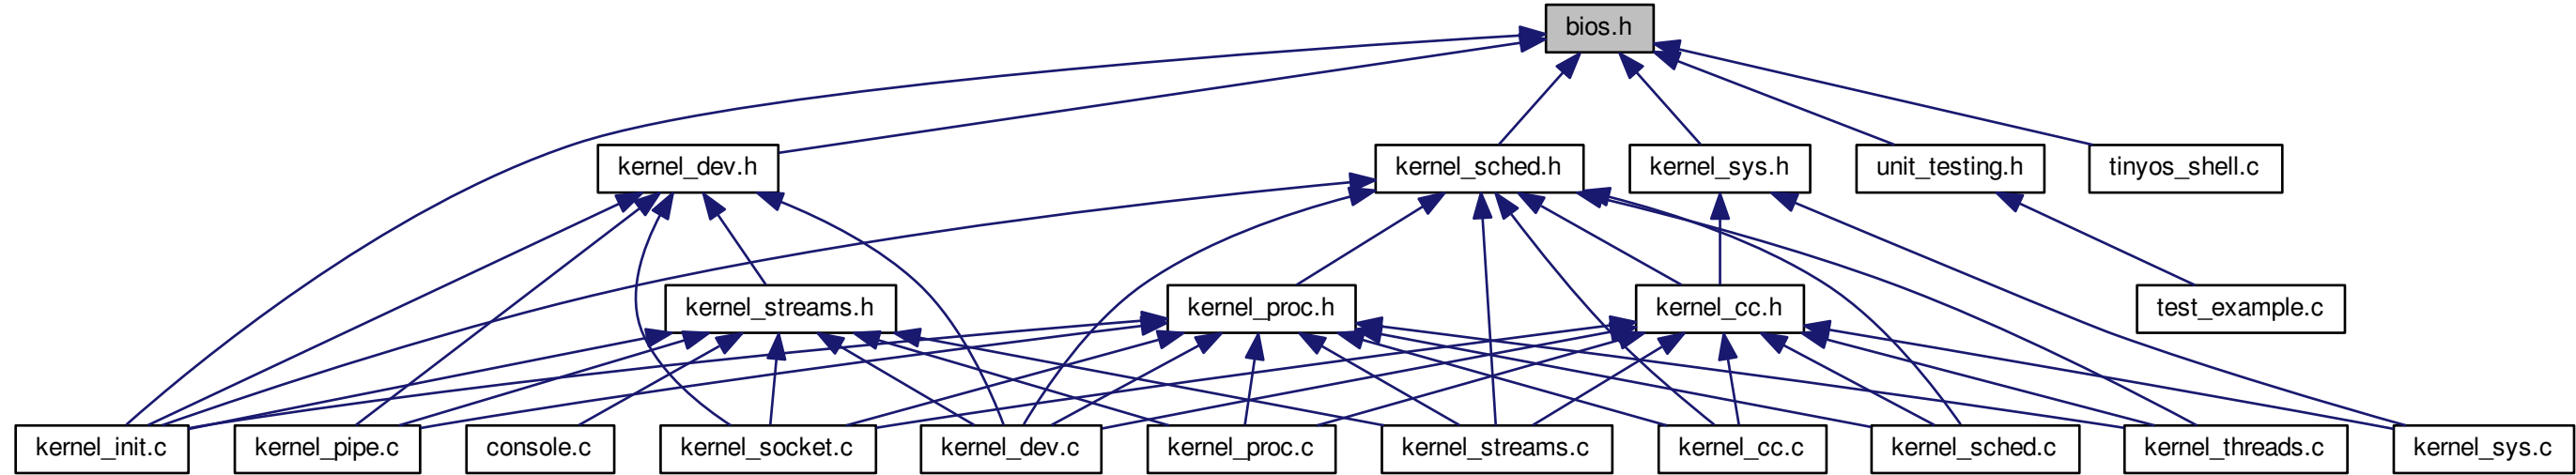 bios.h
kernel_dev.h
kernel_sched.h
kernel_sys.h
unit_testing.h
tinyos_shell.c
kernel_streams.h
kernel_proc.h
kernel_cc.h
test_example.c
kernel_init.c
kernel_pipe.c
console.c
kernel_socket.c
kernel_dev.c
kernel_proc.c
kernel_streams.c
kernel_cc.c
kernel_sched.c
kernel_threads.c
kernel_sys.c